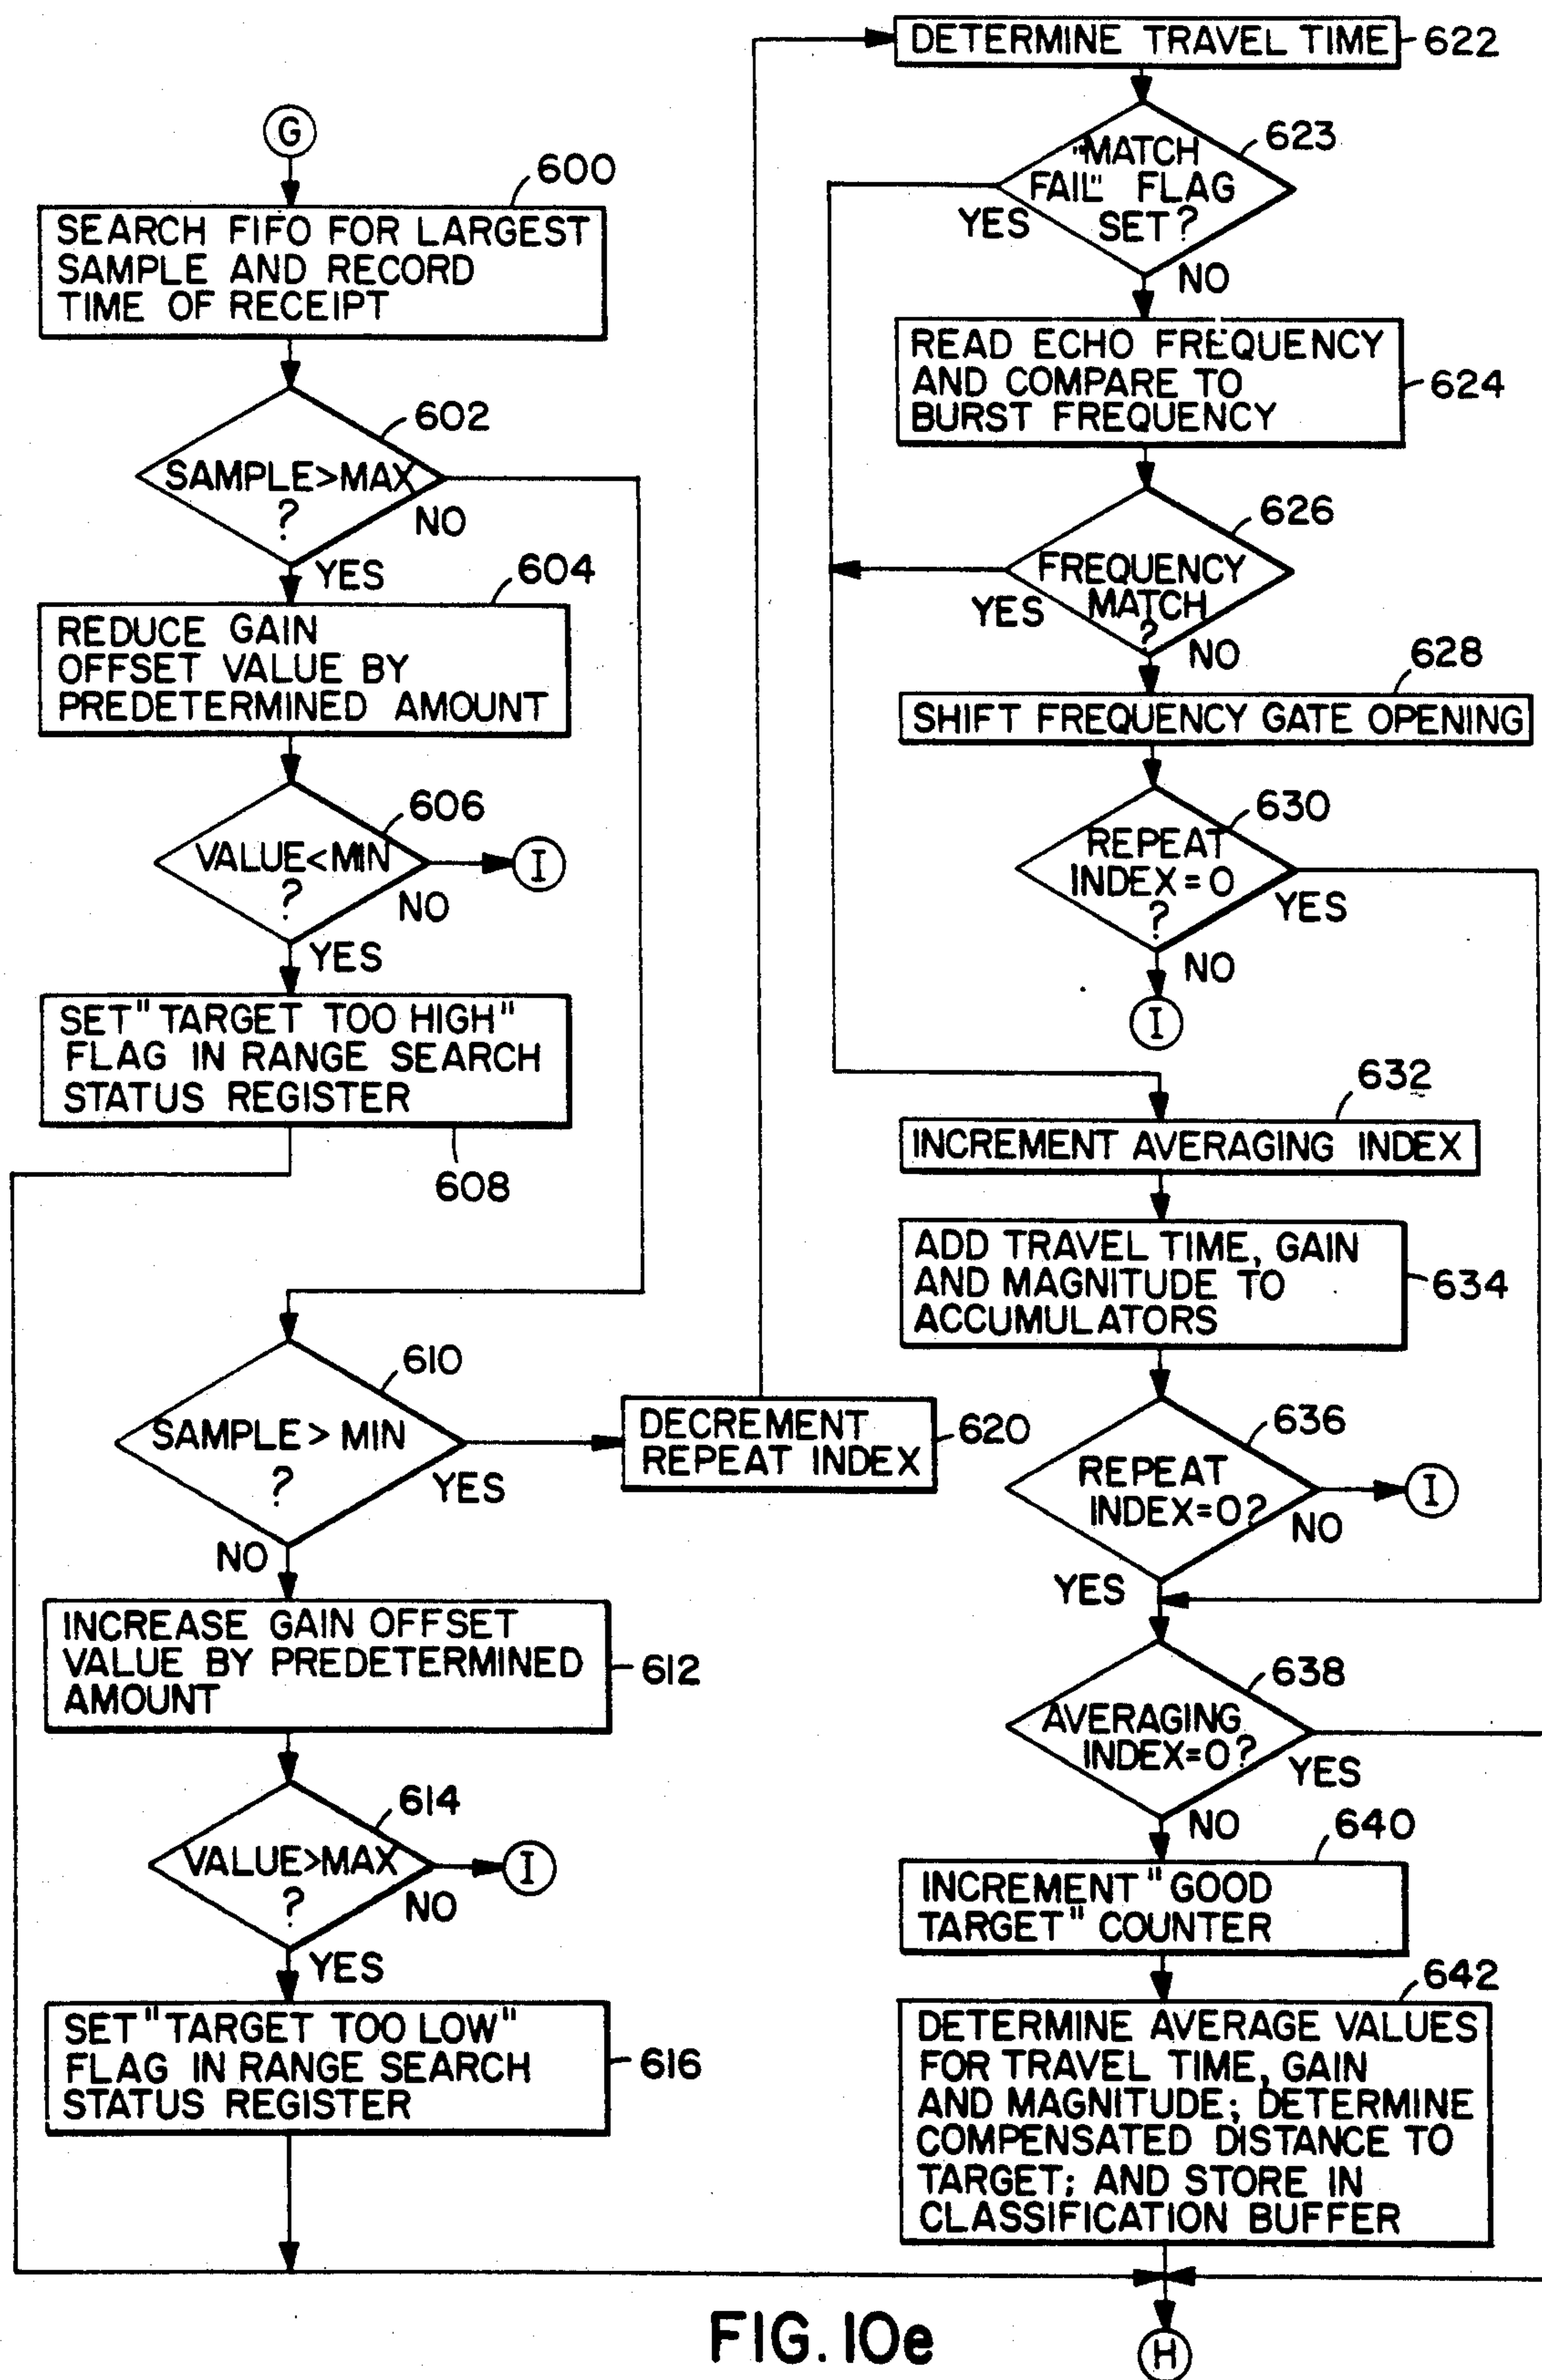 G
600
SEARCH FIFO FOR LARGEST
SAMPLE AND RECORD
TIME OF RECEIPT
602
SAMPLE>MAX
?
NO
YES
604
REDUCE GAIN
OFFSET VALUE BY
PREDETERMINED AMOUNT
606
VALUE<MIN
?
NO
I
YES
SET "TARGET TOO HIGH"
FLAG IN RANGE SEARCH
STATUS REGISTER
608
610
SAMPLE > MIN
?
YES
NO
DECREMENT
REPEAT INDEX
620
INCREASE GAIN OFFSET
VALUE BY PREDETERMINED
AMOUNT
612
614
VALUE>MAX
?
NO
I
YES
SET "TARGET TOO LOW"
FLAG IN RANGE SEARCH
STATUS REGISTER
616
DETERMINE TRAVEL TIME
622
623
"MATCH
FAIL" FLAG
SET?
YES
NO
READ ECHO FREQUENCY
AND COMPARE TO
BURST FREQUENCY
624
626
FREQUENCY
MATCH
?
YES
NO
628
SHIFT FREQUENCY GATE OPENING
630
REPEAT
INDEX=0
?
YES
NO
I
632
INCREMENT AVERAGING INDEX
ADD TRAVEL TIME, GAIN
AND MAGNITUDE TO
ACCUMULATORS
634
636
REPEAT
INDEX=0?
NO
I
YES
638
AVERAGING
INDEX=0?
YES
NO
640
INCREMENT "GOOD
TARGET" COUNTER
642
DETERMINE AVERAGE VALUES
FOR TRAVEL TIME, GAIN
AND MAGNITUDE; DETERMINE
COMPENSATED DISTANCE TO
TARGET; AND STORE IN
CLASSIFICATION BUFFER
H
FIG. 10e